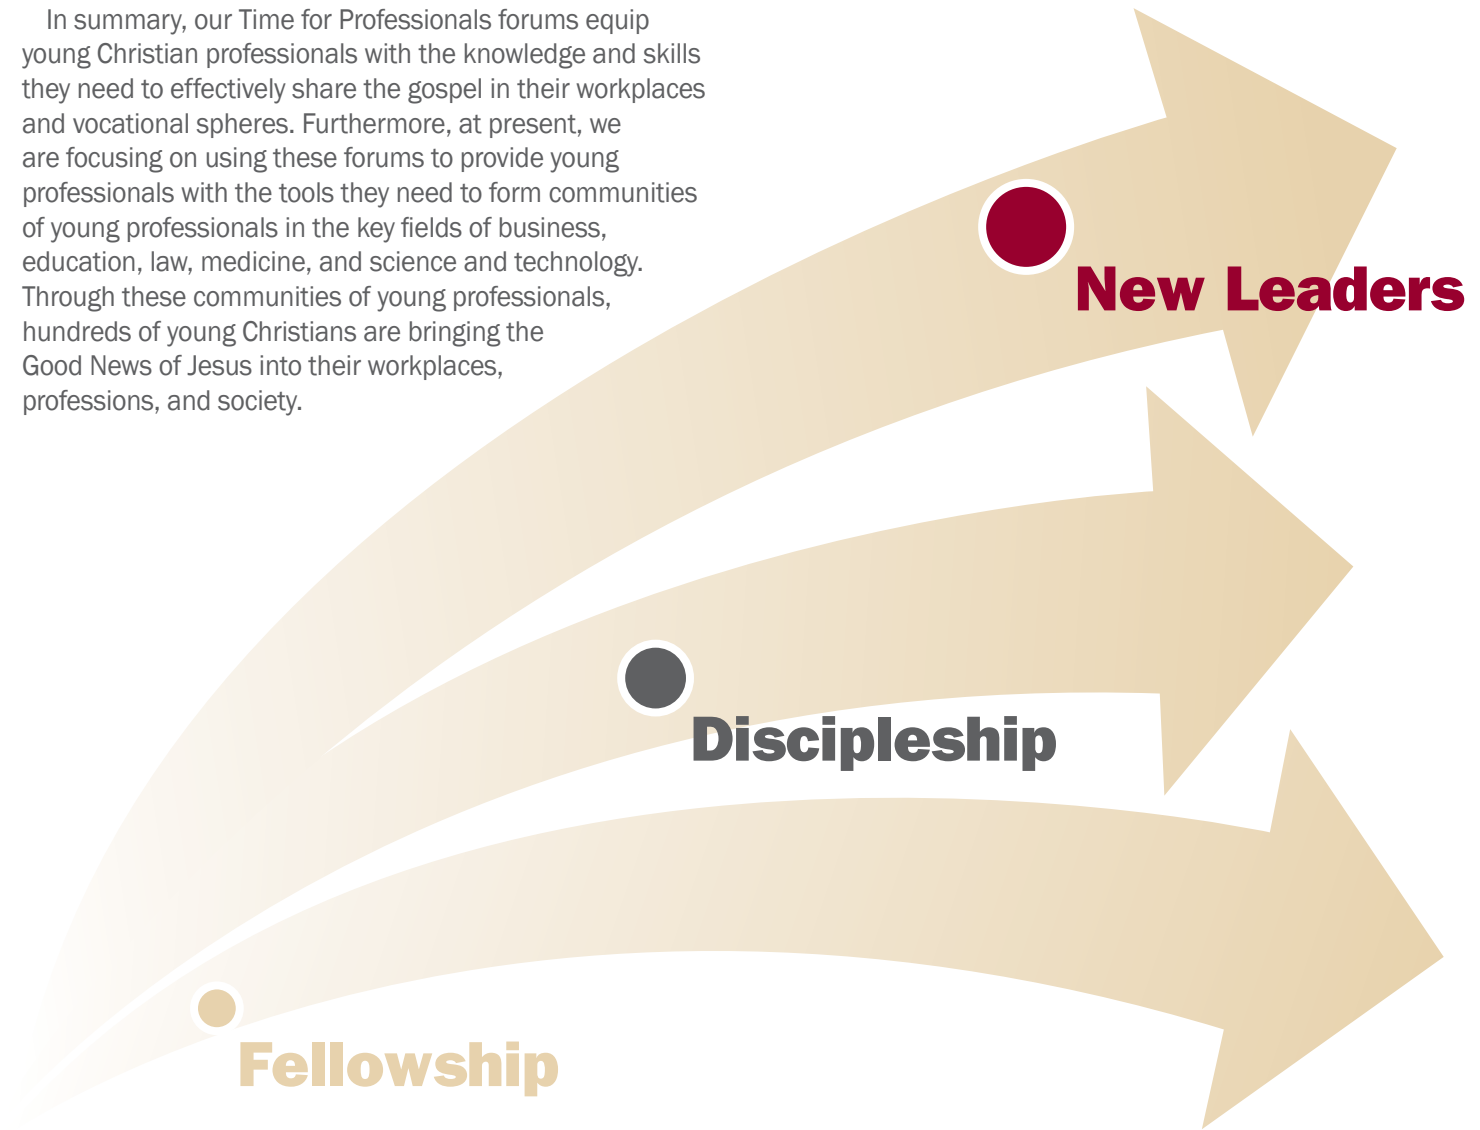 In summary, our Time for Professionals forums equip
young Christian professionals with the knowledge and skills
they need to effectively share the gospel in their workplaces
and vocational spheres. Furthermore, at present, we
are focusing on using these forums to provide young
professionals with the tools they need to form communities
of young professionals in the key fields of business,
education, law, medicine, and science and technology.
Through these communities of young professionals,
hundreds of young Christians are bringing the
Good News of Jesus into their workplaces,
professions, and society.
New Leaders
Discipleship
Fellowship